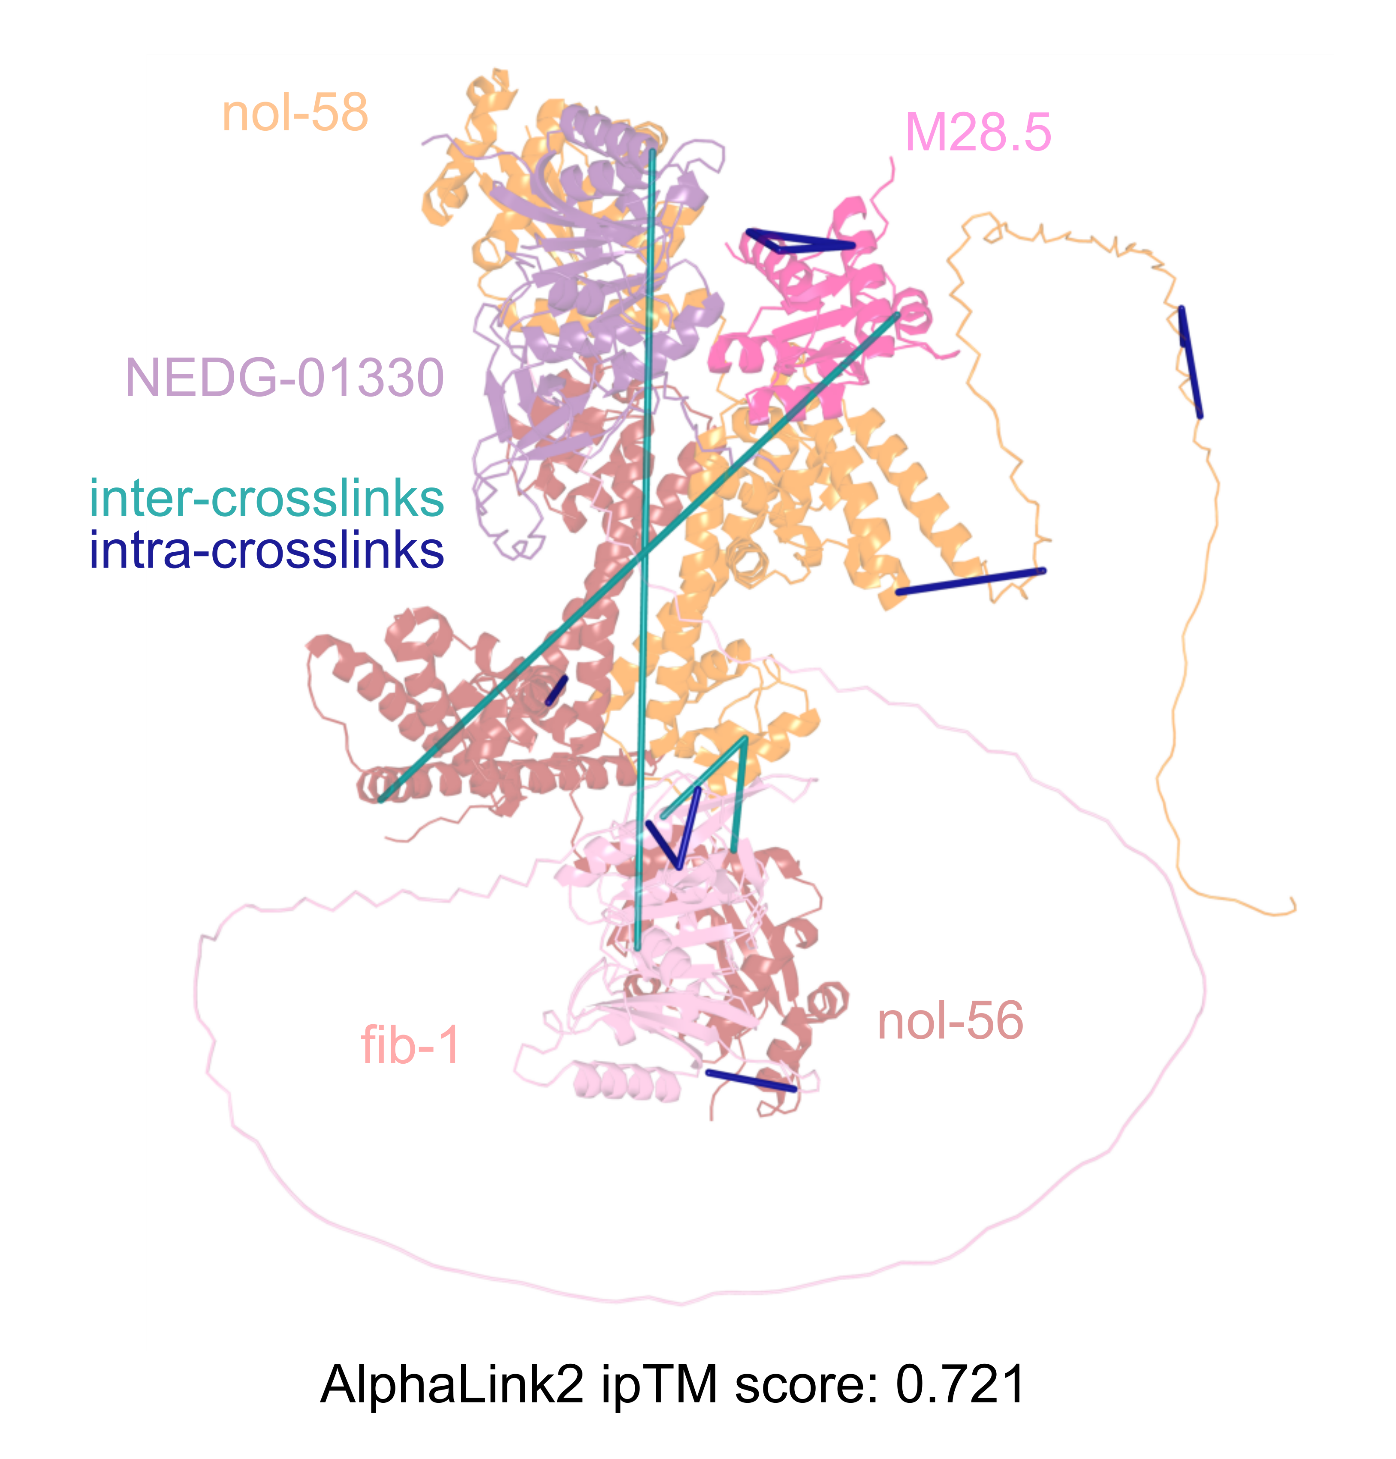 nol-58
M28.5
NEDG-01330
inter-crosslinks
intra-crosslinks
fib-1
nol-56
AlphaLink2 ipTM score: 0.721